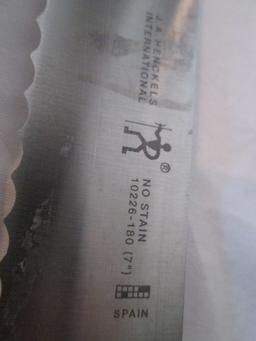 J.A. HENCKELS
INTERNATIONAL
®
NO STAIN
10226-180 (7")
SPAIN